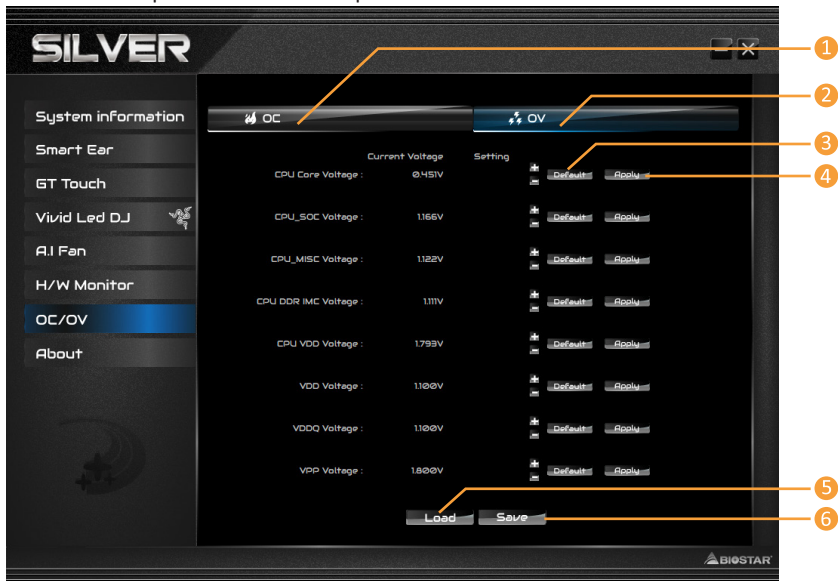 SILVER
1
2
OC
OV
System information
Smart Ear
GT Touch
Vivid Led DJ
A.I Fan
H/W Monitor
OC/OV
About
Current Voltage Setting
3
CPU Core Voltage : 0.451V + - Default Apply
4
CPU_SOC Voltage : 1.166V + - Default Apply
CPU_MISC Voltage : 1.122V + - Default Apply
CPU DDR IMC Voltage : 1.111V + - Default Apply
CPU VDD Voltage : 1.793V + - Default Apply
VDD Voltage : 1.100V + - Default Apply
VDDQ Voltage : 1.100V + - Default Apply
VPP Voltage : 1.800V + - Default Apply
5
Load Save
6
BIOSTAR